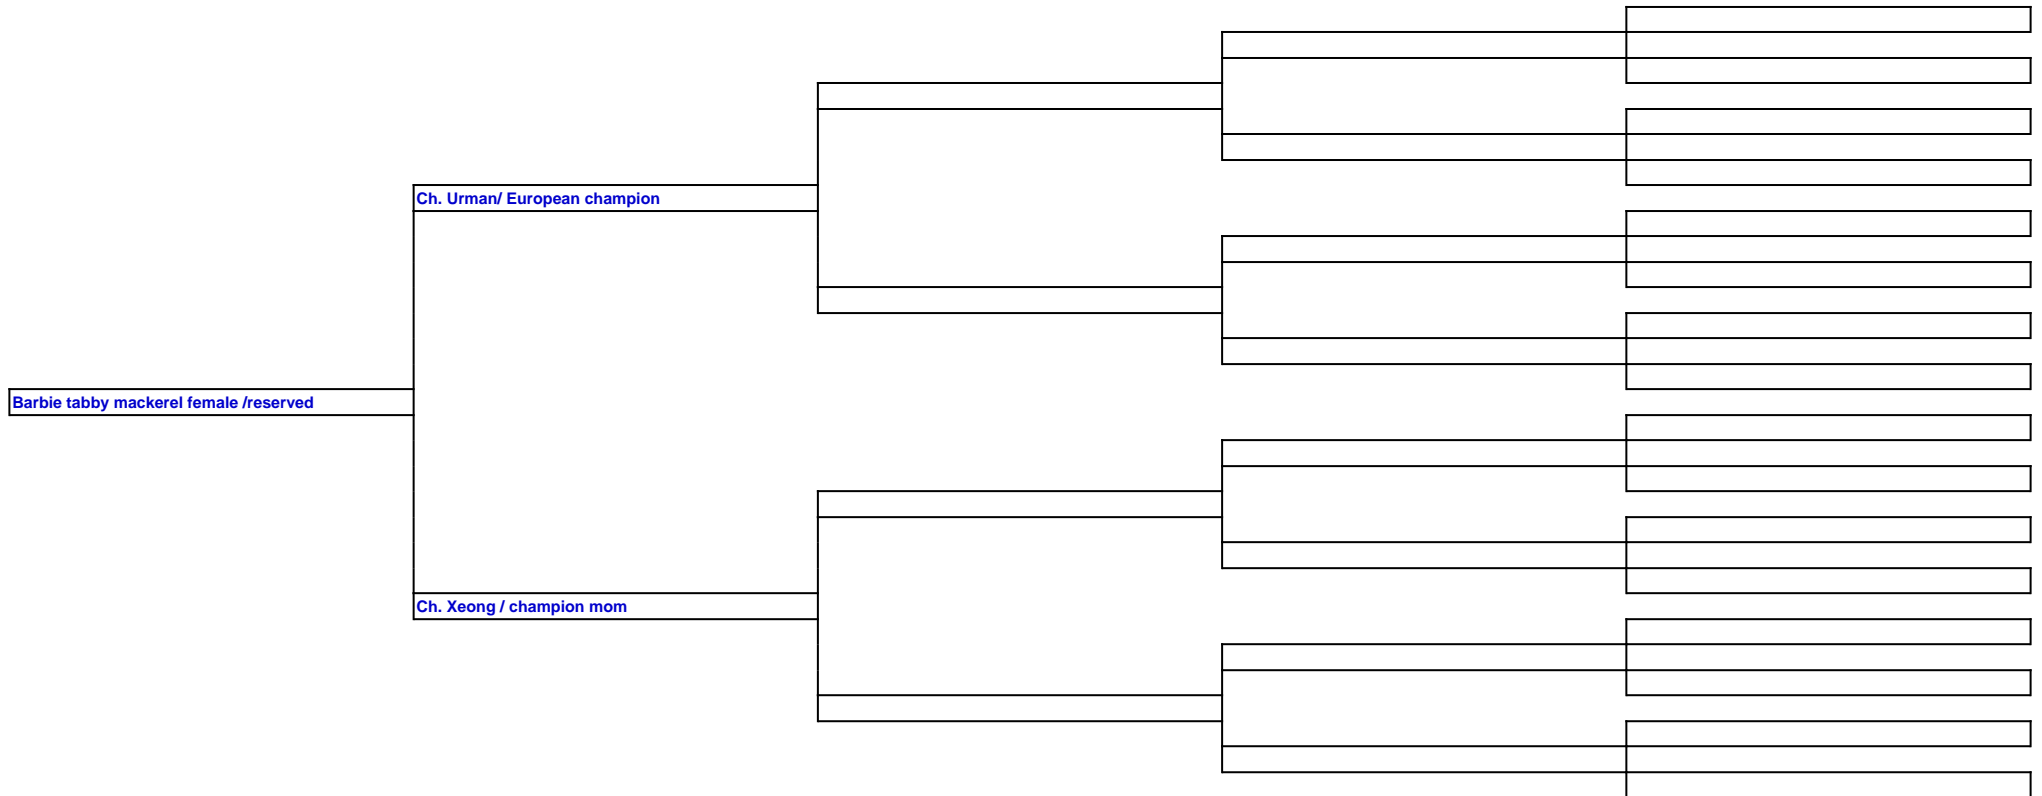 Ch. Urman/ European champion
Barbie tabby mackerel female /reserved
Ch. Xeong / champion mom